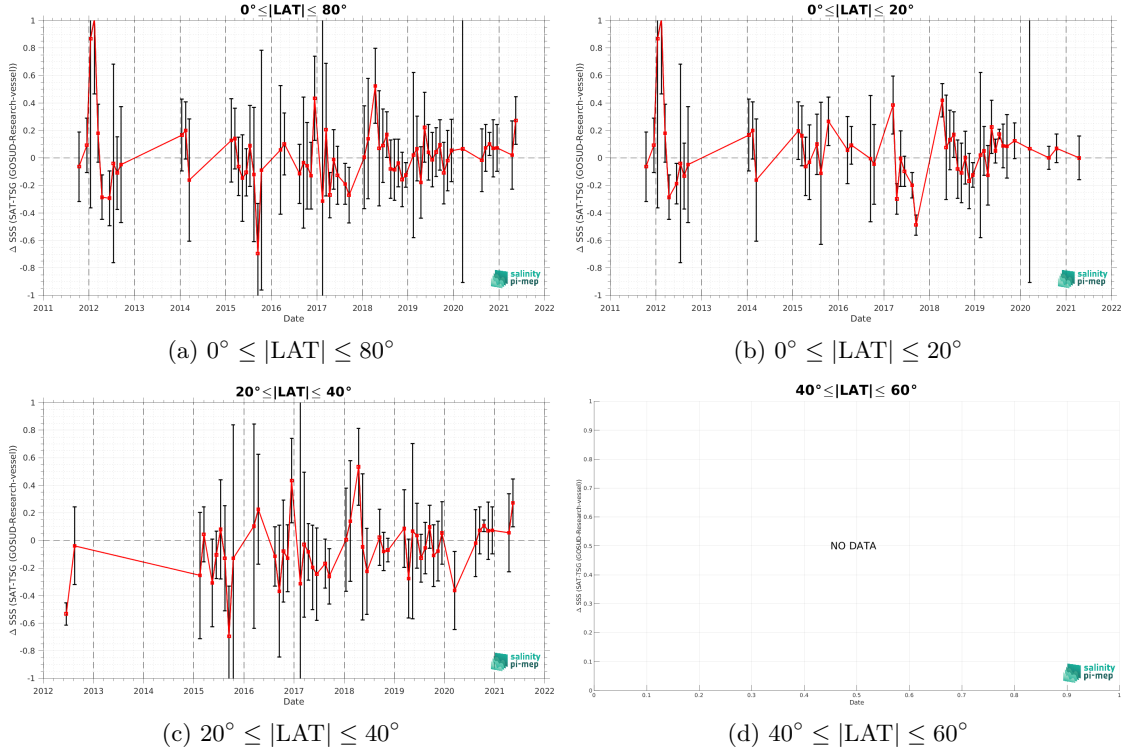 0°≤|LAT|≤ 80°
Δ SSS (SAT-TSG (GOSUD-Research-vessel))
1
0.8
0.6
0.4
0.2
0
-0.2
-0.4
-0.6
-0.8
-1
2011 2012 2013 2014 2015 2016 2017 2018 2019 2020 2021 2022
Date
salinity
pi-mep
(a) 0° ≤ |LAT| ≤ 80°
0°≤|LAT|≤ 20°
Δ SSS (SAT-TSG (GOSUD-Research-vessel))
1
0.8
0.6
0.4
0.2
0
-0.2
-0.4
-0.6
-0.8
-1
2011 2012 2013 2014 2015 2016 2017 2018 2019 2020 2021 2022
Date
salinity
pi-mep
(b) 0° ≤ |LAT| ≤ 20°
20°≤|LAT|≤ 40°
Δ SSS (SAT-TSG (GOSUD-Research-vessel))
1
0.8
0.6
0.4
0.2
0
-0.2
-0.4
-0.6
-0.8
-1
2012 2013 2014 2015 2016 2017 2018 2019 2020 2021 2022
Date
salinity
pi-mep
(c) 20° ≤ |LAT| ≤ 40°
40°≤|LAT|≤ 60°
Δ SSS (SAT-TSG (GOSUD-Research-vessel))
1
0.9
0.8
0.7
0.6
0.5
0.4
0.3
0.2
0.1
0
NO DATA
0 0.1 0.2 0.3 0.4 0.5 0.6 0.7 0.8 0.9 1
Date
salinity
pi-mep
(d) 40° ≤ |LAT| ≤ 60°